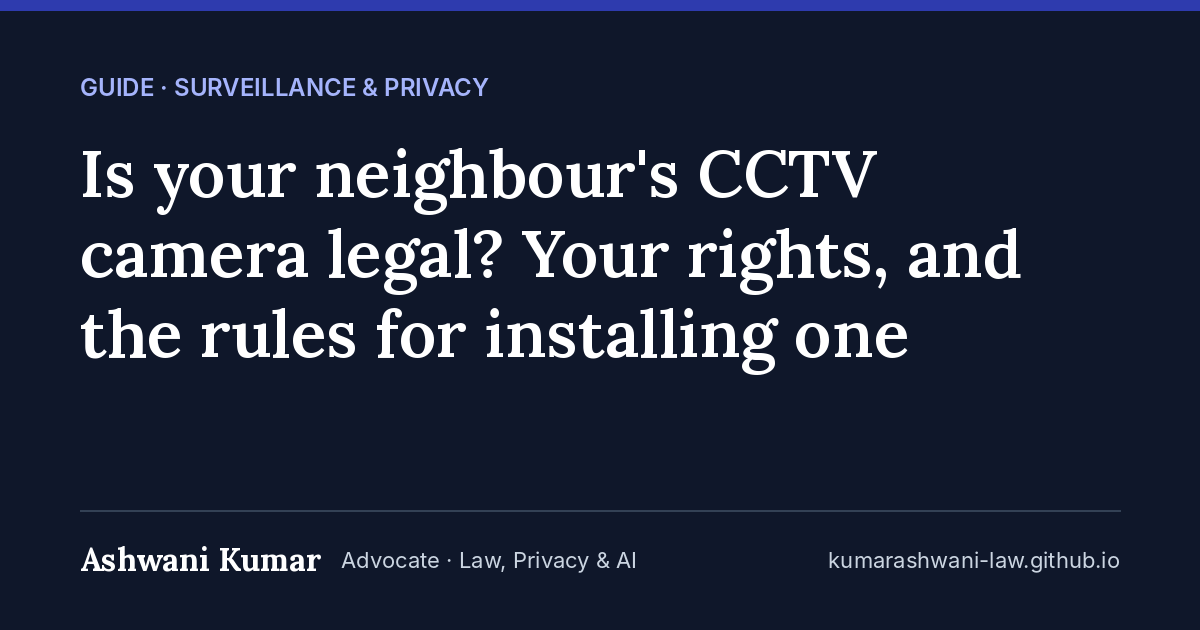 GUIDE · SURVEILLANCE & PRIVACY
Is your neighbour's CCTV
camera legal? Your rights, and
the rules for installing one
Ashwani Kumar Advocate · Law, Privacy & AI kumarashwani-law.github.io